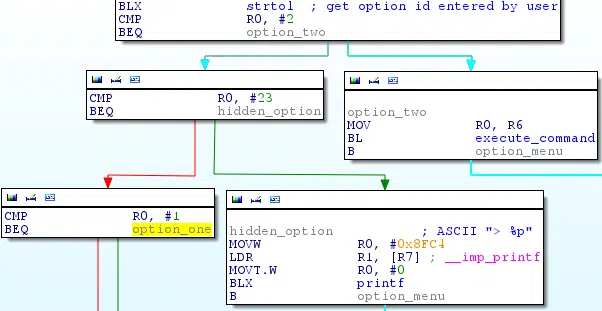 BLX strtol ; get option id entered by user
CMP R0, #2
BEQ option_two
CMP R0, #23
BEQ hidden_option
option_two
MOV R0, R6
BL execute_command
B option_menu
CMP R0, #1
BEQ option_one
hidden_option ; ASCII "> %p"
MOVW R0, #0x8FC4
LDR R1, [R7] ; __imp_printf
MOVT.W R0, #0
BLX printf
B option_menu